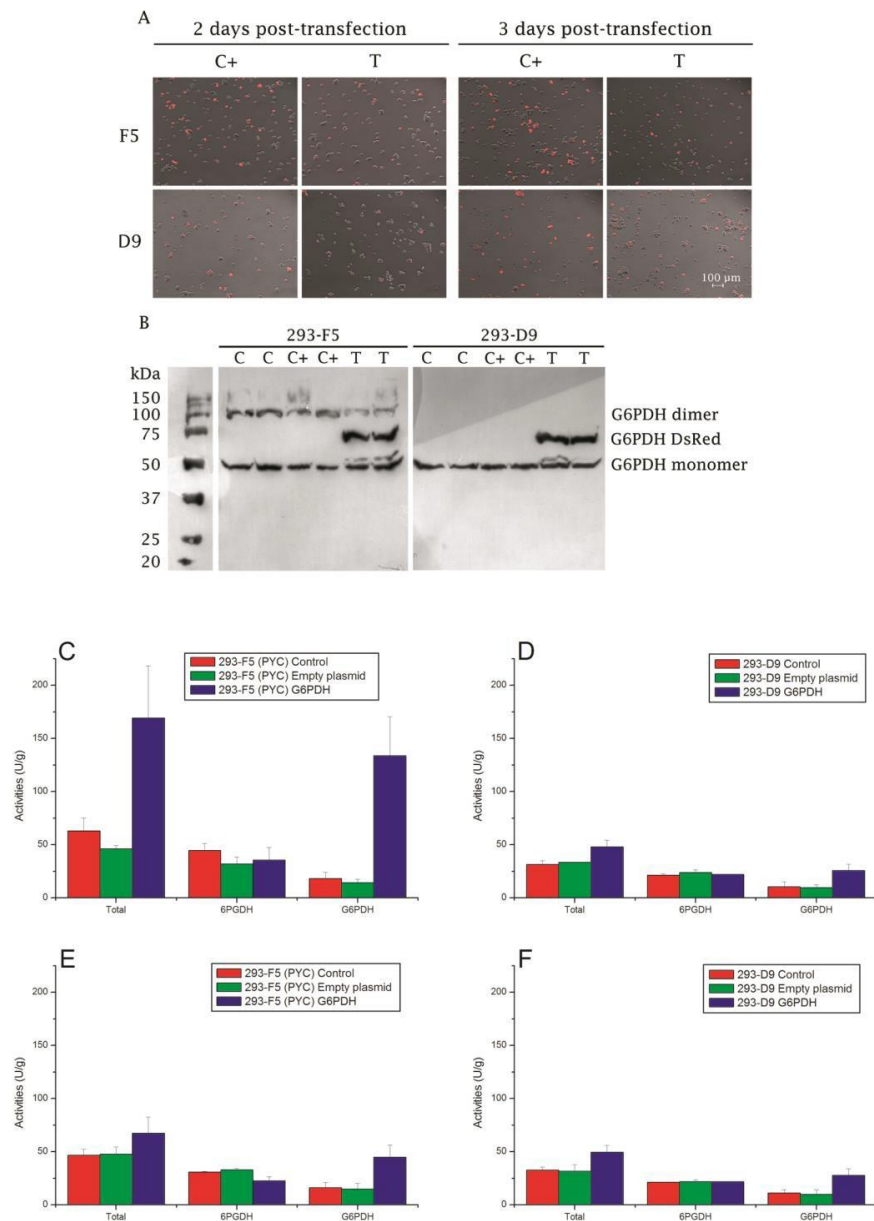 A
2 days post-transfection 3 days post-transfection
C+ T C+ T
F5
D9
100 µm
B
293-F5 293-D9
kDa C C C+ C+ T T C C C+ C+ T T
150
100 G6PDH dimer
75 G6PDH DsRed
50 G6PDH monomer
37
25
20
C
293-F5 (PYC) Control
293-F5 (PYC) Empty plasmid
293-F5 (PYC) G6PDH
Activities (U/g)
200
150
100
50
0
Total 6PGDH G6PDH
D
293-D9 Control
293-D9 Empty plasmid
293-D9 G6PDH
Activities (U/g)
200
150
100
50
0
Total 6PGDH G6PDH
E
293-F5 (PYC) Control
293-F5 (PYC) Empty plasmid
293-F5 (PYC) G6PDH
Activities (U/g)
200
150
100
50
0
Total 6PGDH G6PDH
F
293-D9 Control
293-D9 Empty plasmid
293-D9 G6PDH
Activities (U/g)
200
150
100
50
0
Total 6PGDH G6PDH